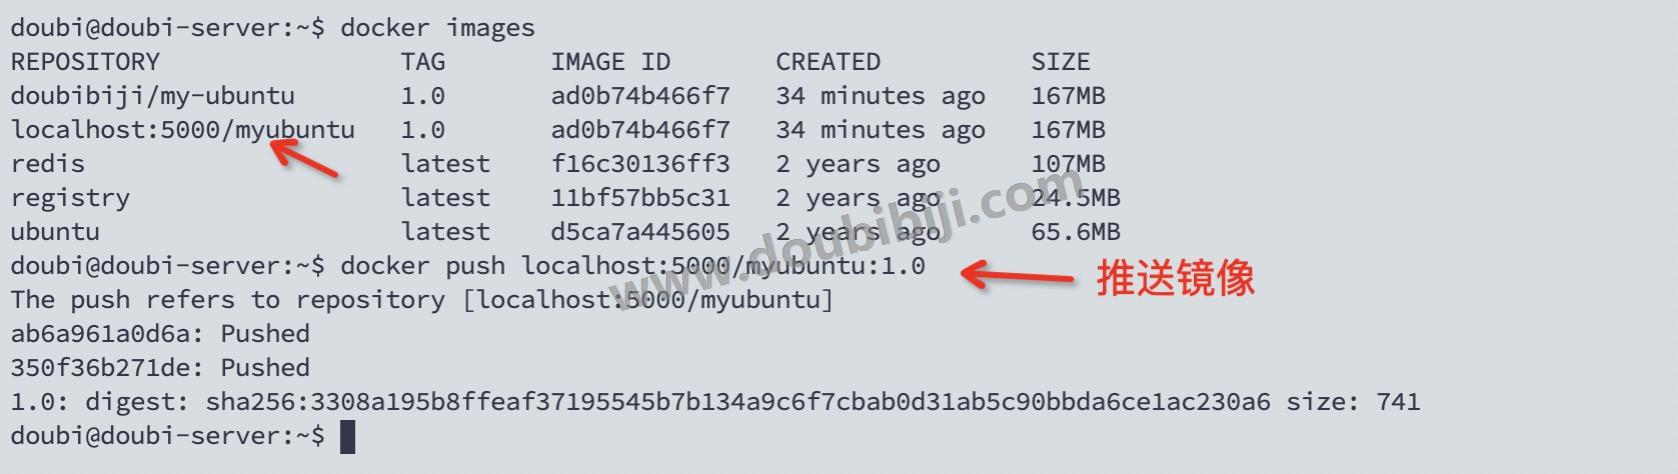 doubi@doubi-server:~$ docker images
REPOSITORY TAG IMAGE ID CREATED SIZE
doubibiji/my-ubuntu 1.0 ad0b74b466f7 34 minutes ago 167MB
localhost:5000/myubuntu 1.0 ad0b74b466f7 34 minutes ago 167MB
redis latest f16c30136ff3 2 years ago 107MB
registry latest 11bf57bb5c31 2 years ago 24.5MB
ubuntu latest d5ca7a445605 2 years ago 65.6MB
doubi@doubi-server:~$ docker push localhost:5000/myubuntu:1.0 推送镜像
The push refers to repository [localhost:5000/myubuntu]
ab6a961a0d6a: Pushed
350f36b271de: Pushed
1.0: digest: sha256:3308a195b8ffeaf37195545b7b134a9c6f7cbab0d31ab5c90bbda6ce1ac230a6 size: 741
doubi@doubi-server:~$
www.doubibiji.com